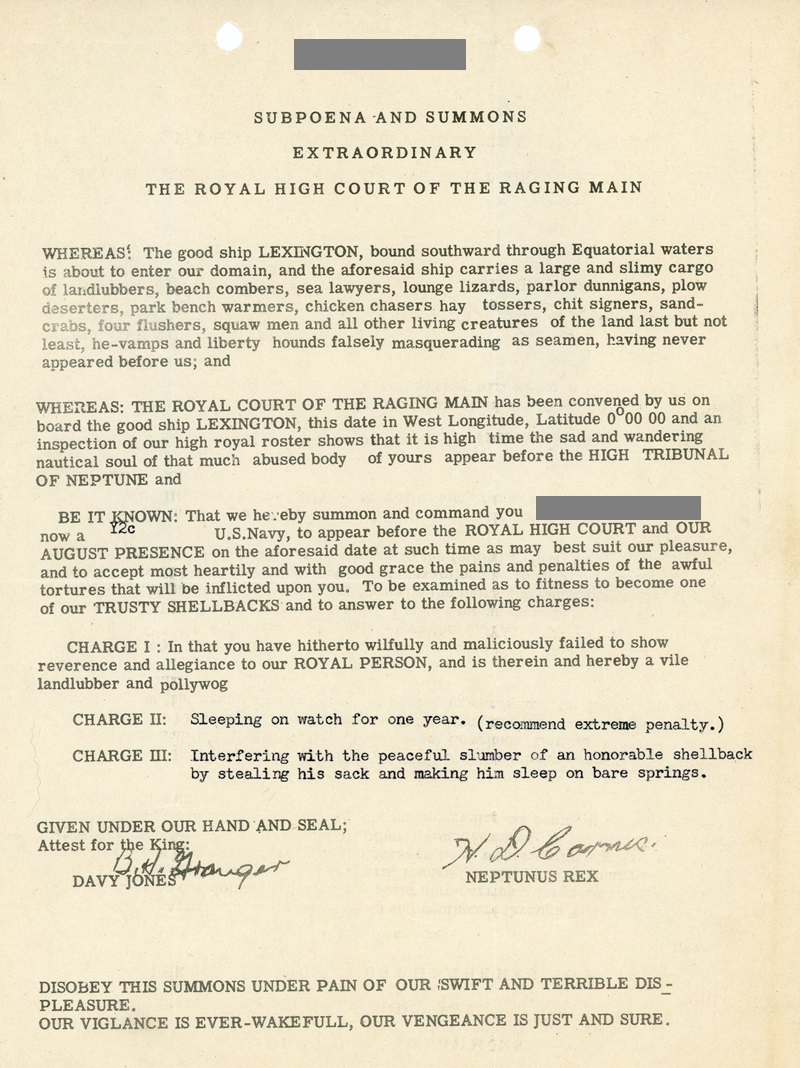 SUBPOENA AND SUMMONS
EXTRAORDINARY
THE ROYAL HIGH COURT OF THE RAGING MAIN
WHEREAS: The good ship LEXINGTON, bound southward through Equatorial waters
is about to enter our domain, and the aforesaid ship carries a large and slimy cargo
of landlubbers, beach combers, sea lawyers, lounge lizards, parlor dunnigans, plow
deserters, park bench warmers, chicken chasers hay tossers, chit signers, sand-
crabs, four flushers, squaw men and all other living creatures of the land last but not
least, he-vamps and liberty hounds falsely masquerading as seamen, having never
appeared before us; and
WHEREAS: THE ROYAL COURT OF THE RAGING MAIN has been convened by us on
board the good ship LEXINGTON, this date in West Longitude, Latitude 0°00 00 and an
inspection of our high royal roster shows that it is high time the sad and wandering
nautical soul of that much abused body of yours appear before the HIGH TRIBUNAL
OF NEPTUNE and
BE IT KNOWN: That we hereby summon and command you
now a Y2c U.S.Navy, to appear before the ROYAL HIGH COURT and OUR
AUGUST PRESENCE on the aforesaid date at such time as may best suit our pleasure,
and to accept most heartily and with good grace the pains and penalties of the awful
tortures that will be inflicted upon you. To be examined as to fitness to become one
of our TRUSTY SHELLBACKS and to answer to the following charges:
CHARGE I : In that you have hitherto wilfully and maliciously failed to show
reverence and allegiance to our ROYAL PERSON, and is therein and hereby a vile
landlubber and pollywog
CHARGE II: Sleeping on watch for one year. (recommend extreme penalty.)
CHARGE III: Interfering with the peaceful slumber of an honorable shellback
by stealing his sack and making him sleep on bare springs.
GIVEN UNDER OUR HAND AND SEAL;
Attest for the King:
B.H. Granger H. D. Carnes.
DAVY JONES NEPTUNUS REX
DISOBEY THIS SUMMONS UNDER PAIN OF OUR SWIFT AND TERRIBLE DIS-
PLEASURE.
OUR VIGLANCE IS EVER-WAKEFULL, OUR VENGEANCE IS JUST AND SURE.